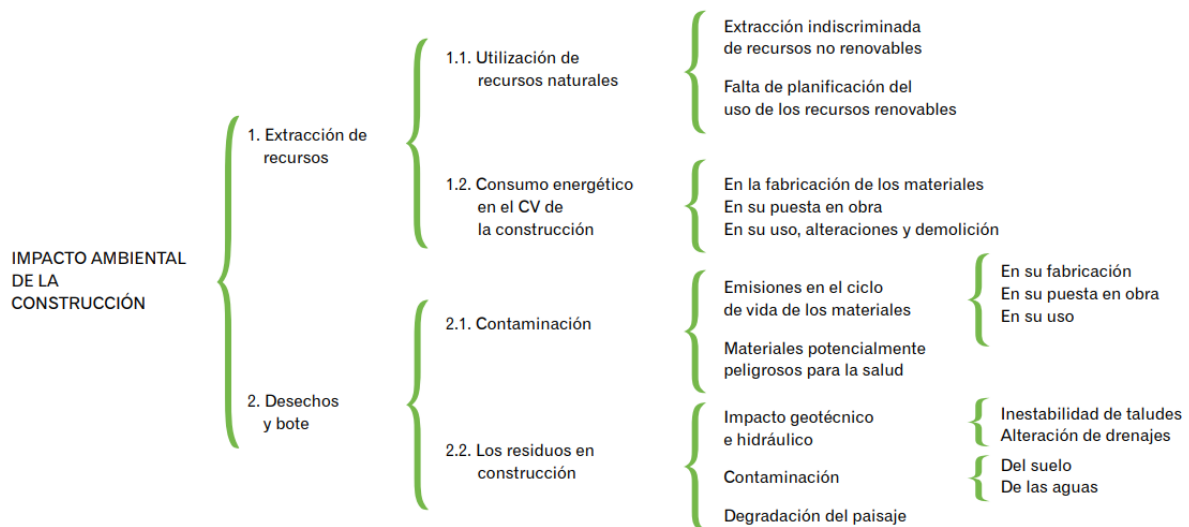 IMPACTO AMBIENTAL
DE LA
CONSTRUCCIÓN
1. Extracción de
recursos
1.1. Utilización de
recursos naturales
Extracción indiscriminada
de recursos no renovables
Falta de planificación del
uso de los recursos renovables
1.2. Consumo energético
en el CV de
la construcción
En la fabricación de los materiales
En su puesta en obra
En su uso, alteraciones y demolición
2. Desechos
y bote
2.1. Contaminación
Emisiones en el ciclo
de vida de los materiales
En su fabricación
En su puesta en obra
En su uso
Materiales potencialmente
peligrosos para la salud
2.2. Los residuos en
construcción
Impacto geotécnico
e hidráulico
Inestabilidad de taludes
Alteración de drenajes
Contaminación
Del suelo
De las aguas
Degradación del paisaje